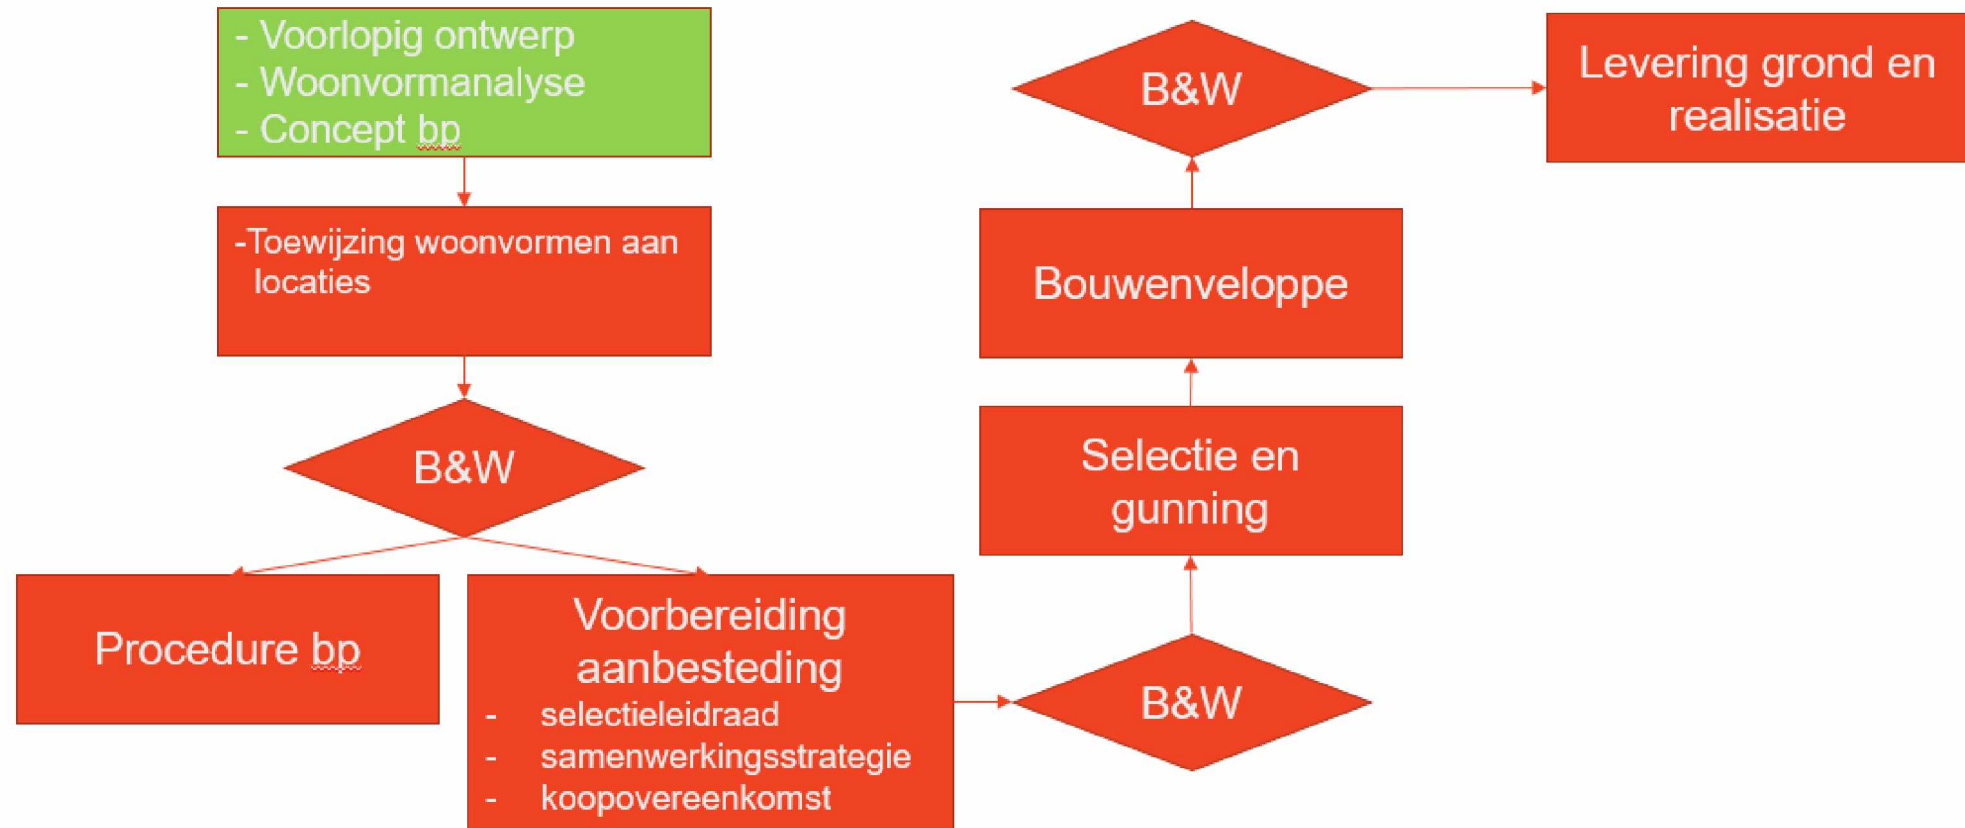 - Voorlopig ontwerp
- Woonvormanalyse
- Concept bp
-Toewijzing woonvormen aan
locaties
B&W
Procedure bp
Voorbereiding
aanbesteding
- selectieleidraad
- samenwerkingsstrategie
- koopovereenkomst
B&W
Selectie en
gunning
Bouwenveloppe
B&W
Levering grond en
realisatie